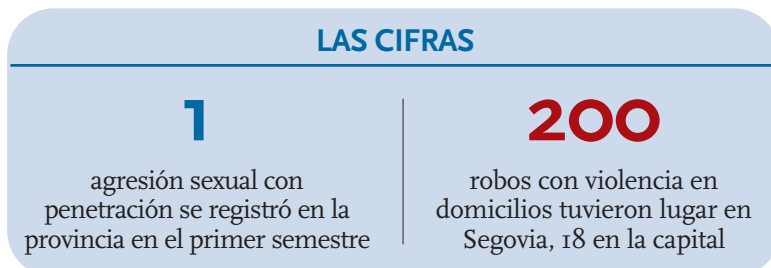 LAS CIFRAS
1
agresión sexual con
penetración se registró en la
provincia en el primer semestre
200
robos con violencia en
domicilios tuvieron lugar en
Segovia, 18 en la capital